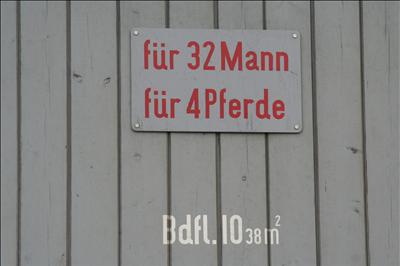 für 32 Mann
für 4 Pferde
Bdfl. 10 38 m²